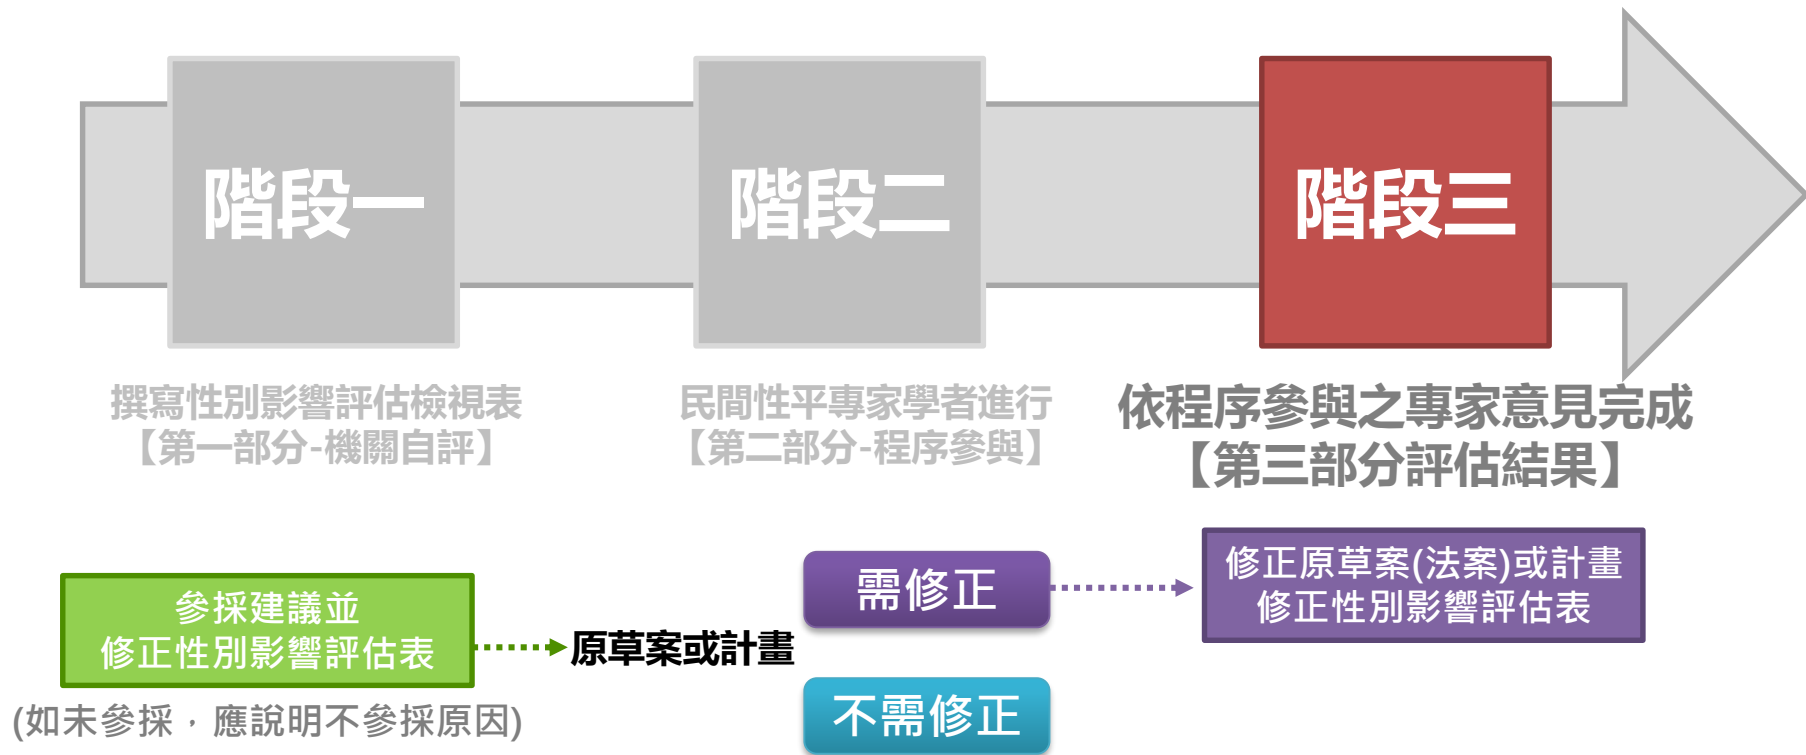 階段一
階段二
階段三
撰寫性別影響評估檢視表
【第一部分-機關自評】
民間性平專家學者進行
【第二部分-程序參與】
依程序參與之專家意見完成
【第三部分評估結果】
參採建議並
修正性別影響評估表
(如未參採，應說明不參採原因)
原草案或計畫
需修正
不需修正
修正原草案(法案)或計畫
修正性別影響評估表